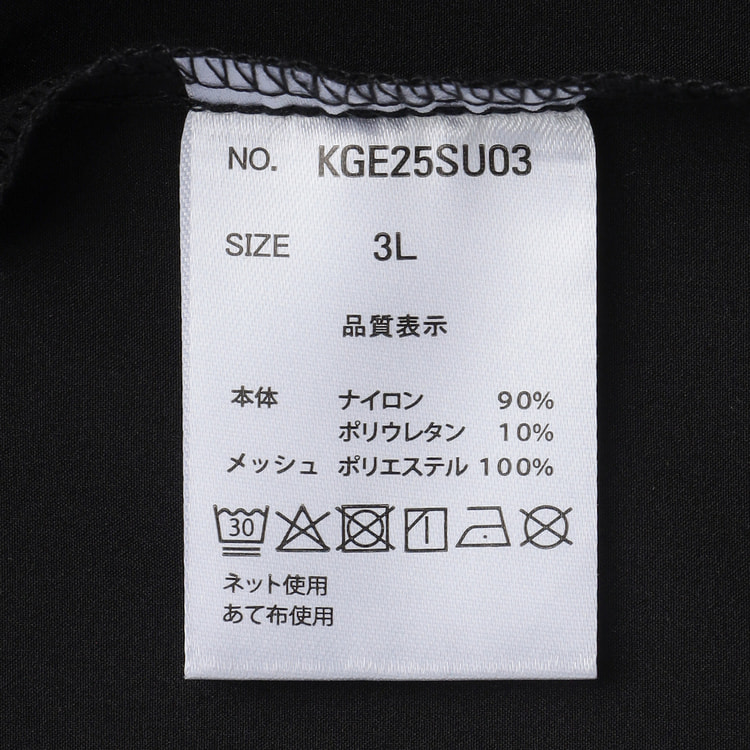 NO. KGE25SU03
SIZE 3L
品質表示
本体 ナイロン 90%
ポリウレタン 10%
メッシュ ポリエステル 100%
30
ネット使用
あて布使用